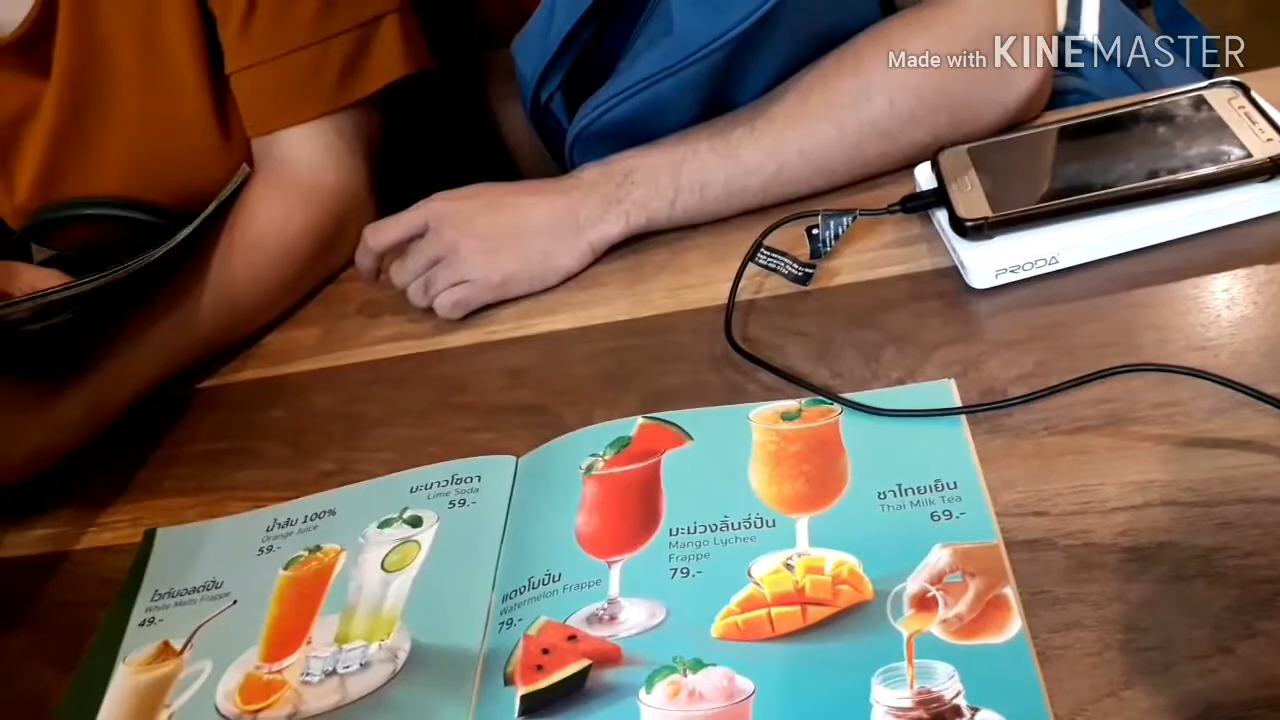 Made with KINEMASTER
PRODA
มะนาวโซดา
Lime Soda
59.-
น้ำส้ม 100%
Orange Juice
59.-
ไวท์มอลต์ปั่น
White Malts Frappe
49.-
แตงโมปั่น
Watermelon Frappe
79.-
มะม่วงลิ้นจี่ปั่น
Mango Lychee
Frappe
79.-
ชาไทยเย็น
Thai Milk Tea
69.-